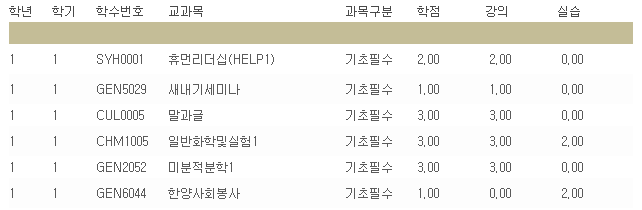 학년 학기 학수번호 교과목 과목구분 학점 강의 실습
1 1 SYH0001 휴먼리더십(HELP1) 기초필수 2,00 2,00 0,00
1 1 GEN5029 새내기세미나 기초필수 1,00 1,00 0,00
1 1 CUL0005 말과글 기초필수 3,00 3,00 0,00
1 1 CHM1005 일반화학및실험1 기초필수 3,00 3,00 2,00
1 1 GEN2052 미분적분학1 기초필수 3,00 3,00 0,00
1 1 GEN6044 한양사회봉사 기초필수 1,00 0,00 2,00